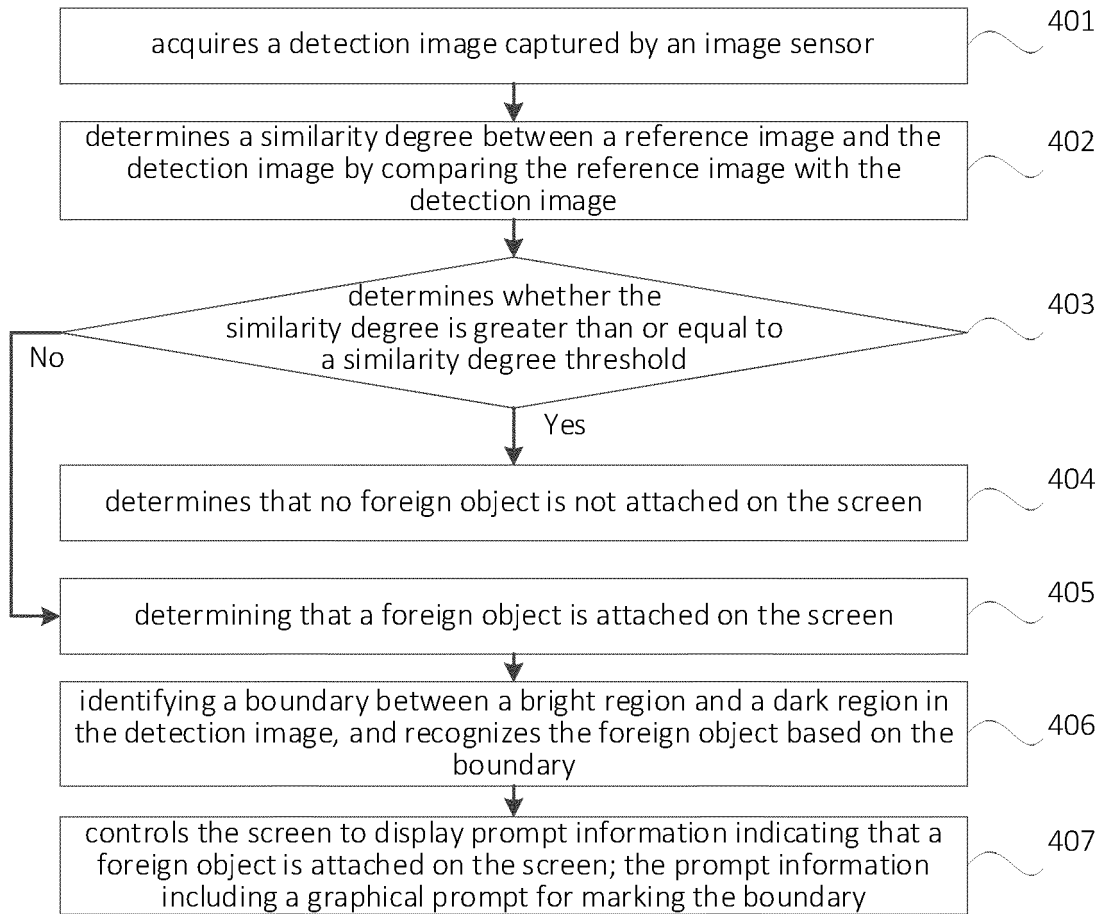 acquires a detection image captured by an image sensor
401
determines a similarity degree between a reference image and the
detection image by comparing the reference image with the
detection image
402
determines whether the
similarity degree is greater than or equal to
a similarity degree threshold
403
No
Yes
determines that no foreign object is not attached on the screen
404
determining that a foreign object is attached on the screen
405
identifying a boundary between a bright region and a dark region in
the detection image, and recognizes the foreign object based on the
boundary
406
controls the screen to display prompt information indicating that a
foreign object is attached on the screen; the prompt information
including a graphical prompt for marking the boundary
407